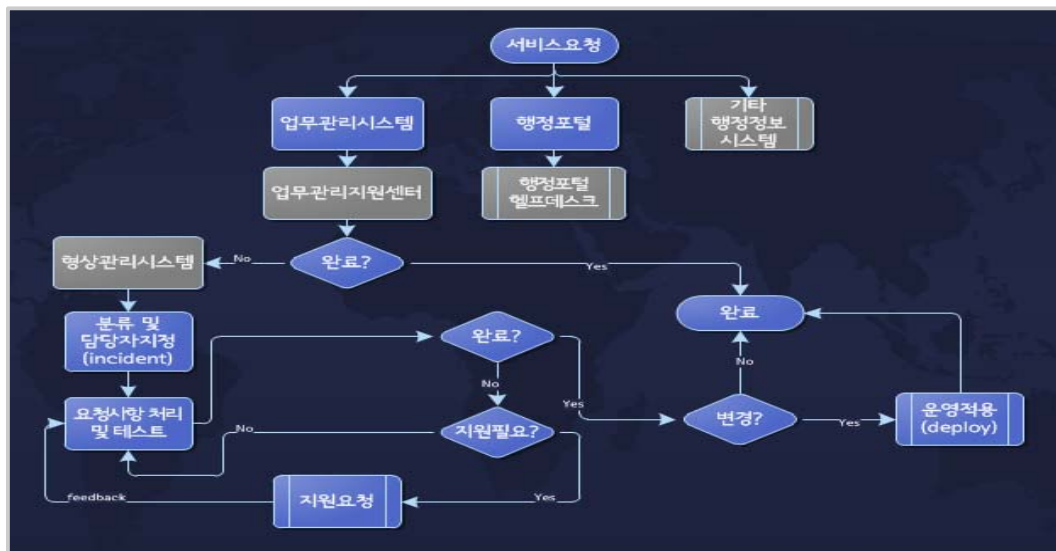 서비스요청
업무관리시스템
행정포털
기타
행정정보
시스템
업무관리지원센터
행정포털
헬프데스크
형상관리시스템
No
완료?
Yes
분류 및
담당자지정
(incident)
완료?
완료
No
No
요청사항 처리
및 테스트
No
지원필요?
Yes
변경?
Yes
운영적용
(deploy)
feedback
지원요청
Yes